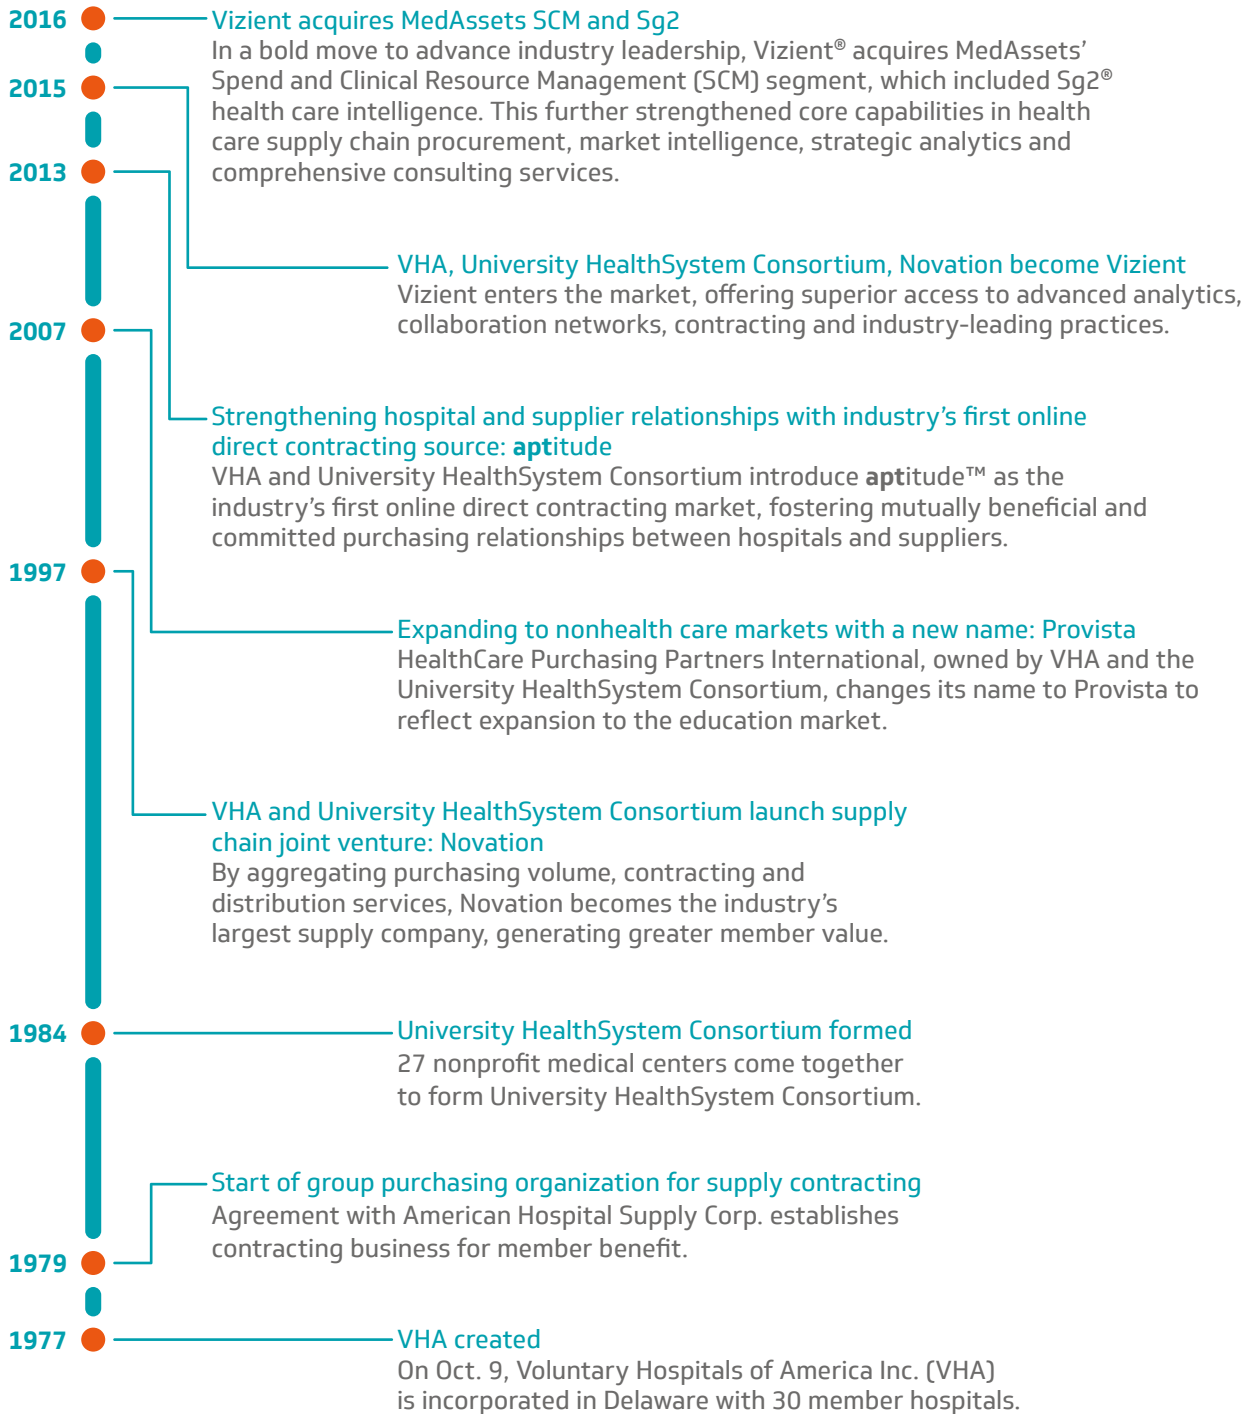 2016
Vizient acquires MedAssets SCM and Sg2
In a bold move to advance industry leadership, Vizient® acquires MedAssets’
Spend and Clinical Resource Management (SCM) segment, which included Sg2®
health care intelligence. This further strengthened core capabilities in health
care supply chain procurement, market intelligence, strategic analytics and
comprehensive consulting services.
2015
VHA, University HealthSystem Consortium, Novation become Vizient
Vizient enters the market, offering superior access to advanced analytics,
collaboration networks, contracting and industry-leading practices.
2013
Strengthening hospital and supplier relationships with industry’s first online
direct contracting source: aptitude
VHA and University HealthSystem Consortium introduce aptitude™ as the
industry’s first online direct contracting market, fostering mutually beneficial and
committed purchasing relationships between hospitals and suppliers.
2007
Expanding to nonhealth care markets with a new name: Provista
HealthCare Purchasing Partners International, owned by VHA and the
University HealthSystem Consortium, changes its name to Provista to
reflect expansion to the education market.
1997
VHA and University HealthSystem Consortium launch supply
chain joint venture: Novation
By aggregating purchasing volume, contracting and
distribution services, Novation becomes the industry’s
largest supply company, generating greater member value.
1984
University HealthSystem Consortium formed
27 nonprofit medical centers come together
to form University HealthSystem Consortium.
1979
Start of group purchasing organization for supply contracting
Agreement with American Hospital Supply Corp. establishes
contracting business for member benefit.
1977
VHA created
On Oct. 9, Voluntary Hospitals of America Inc. (VHA)
is incorporated in Delaware with 30 member hospitals.